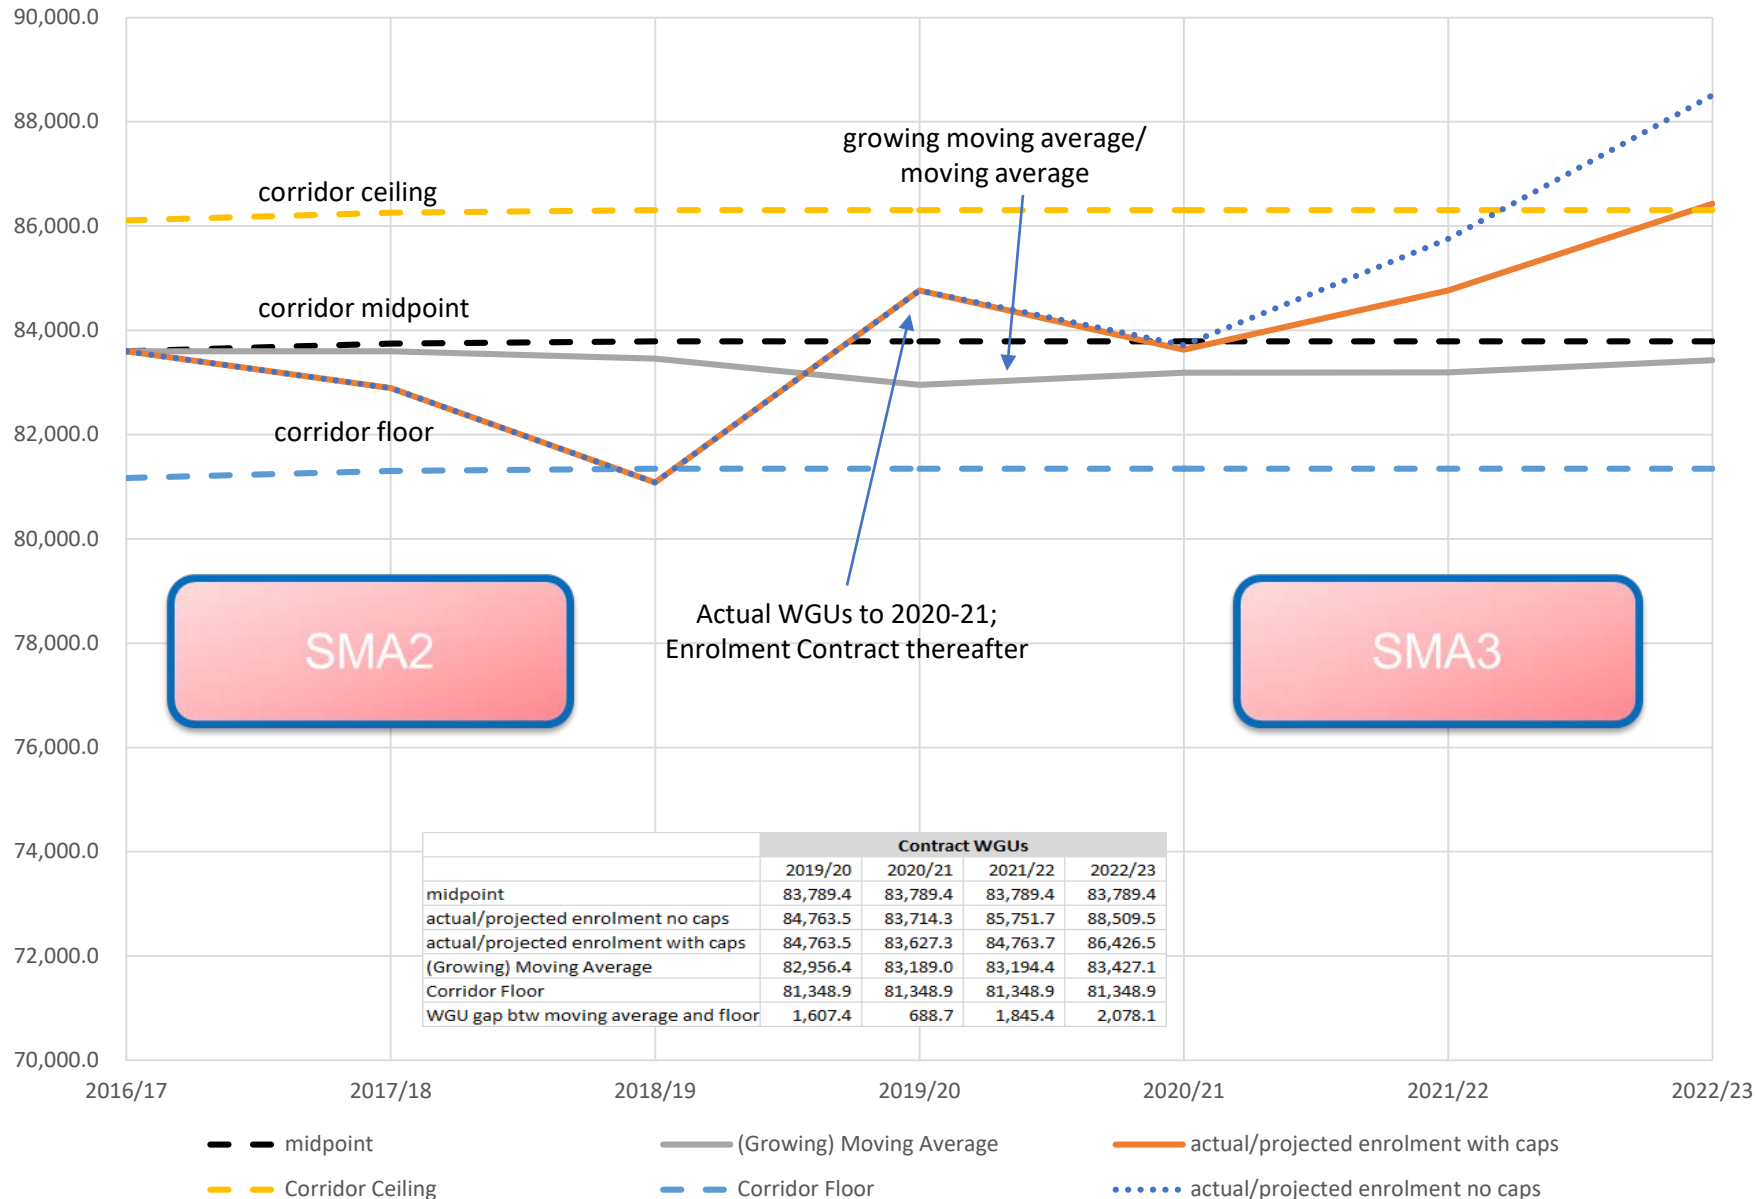 90,000.0
88,000.0
86,000.0
84,000.0
82,000.0
80,000.0
78,000.0
76,000.0
74,000.0
72,000.0
70,000.0
growing moving average/
moving average
corridor ceiling
corridor midpoint
corridor floor
Actual WGUs to 2020-21;
Enrolment Contract thereafter
SMA2
SMA3
Contract WGUs
2019/20 2020/21 2021/22 2022/23
midpoint 83,789.4 83,789.4 83,789.4 83,789.4
actual/projected enrolment no caps 84,763.5 83,714.3 85,751.7 88,509.5
actual/projected enrolment with caps 84,763.5 83,627.3 84,763.7 86,426.5
(Growing) Moving Average 82,956.4 83,189.0 83,194.4 83,427.1
Corridor Floor 81,348.9 81,348.9 81,348.9 81,348.9
WGU gap btw moving average and floor 1,607.4 688.7 1,845.4 2,078.1
2016/17 2017/18 2018/19 2019/20 2020/21 2021/22 2022/23
midpoint (Growing) Moving Average actual/projected enrolment with caps
Corridor Ceiling Corridor Floor actual/projected enrolment no caps